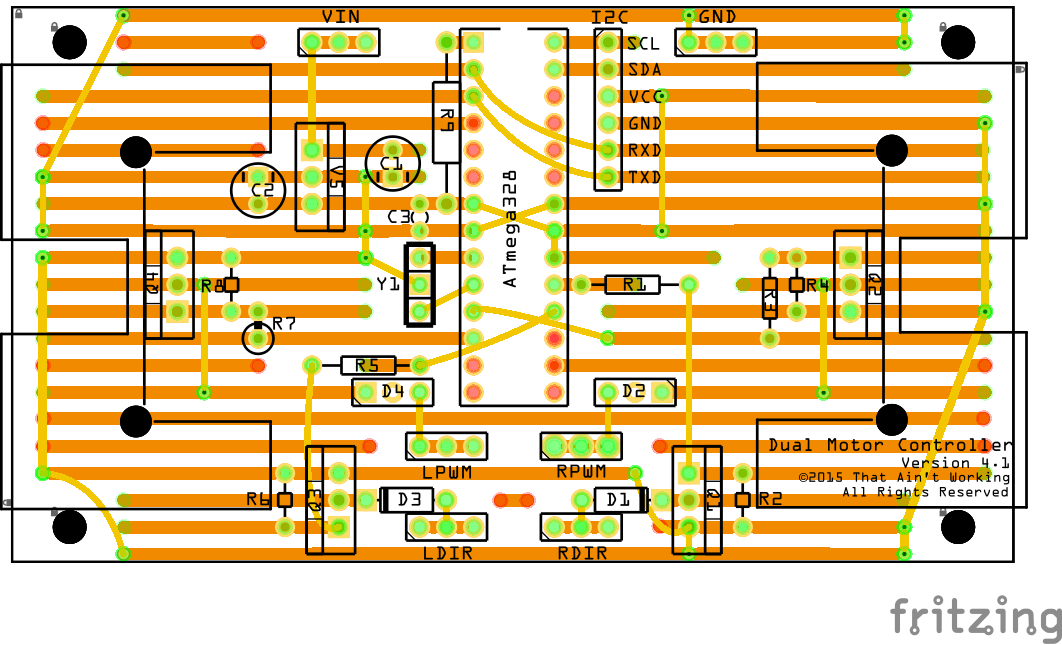 VIN
I2C
GND
SCL
SDA
VCC
GND
RXD
TXD
R9
C1
V5
C2
C3
ATmega328
Q4
R8
Y1
R1
R3
R4
Q2
R7
R5
D4
D2
Dual Motor Controller
Version 4.1
©2015 That Ain't Working
All Rights Reserved
LPWM
RPWM
R6
Q3
D3
D1
Q1
R2
LDIR
RDIR
fritzing